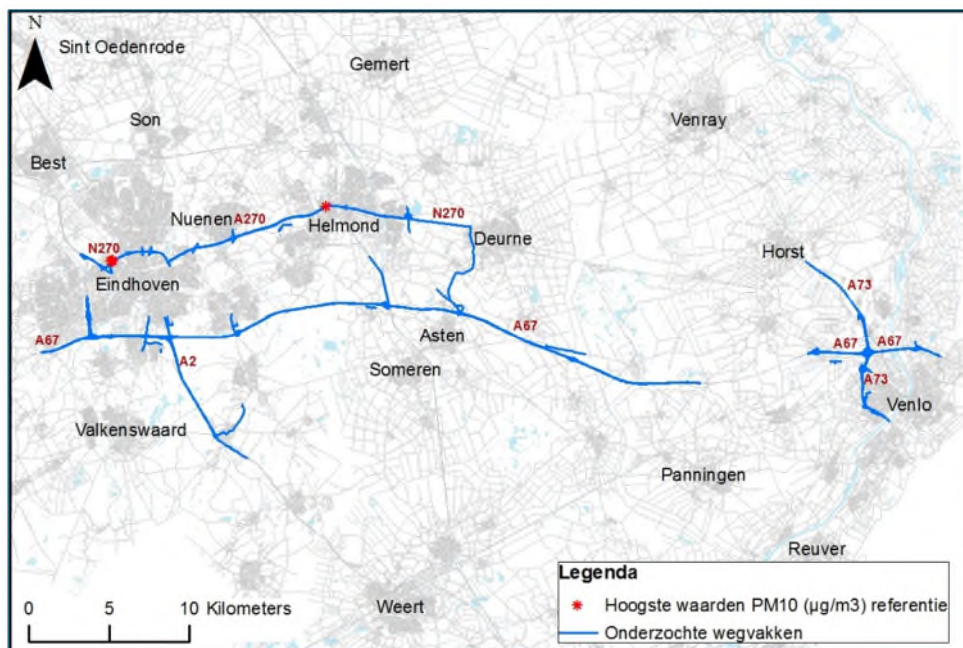 N
Sint Oedenrode
Gemert
Son
Venray
Best
Nuenen
A270
N270
Helmond
N270
Deurne
Eindhoven
Horst
A73
A67
Asten
A67
A67
A67
A2
Someren
A73
Venlo
Valkenswaard
Panningen
Reuver
Weert
0 5 10 Kilometers
Legenda
Hoogste waarden PM10 (µg/m3) referentie
Onderzochte wegvakken